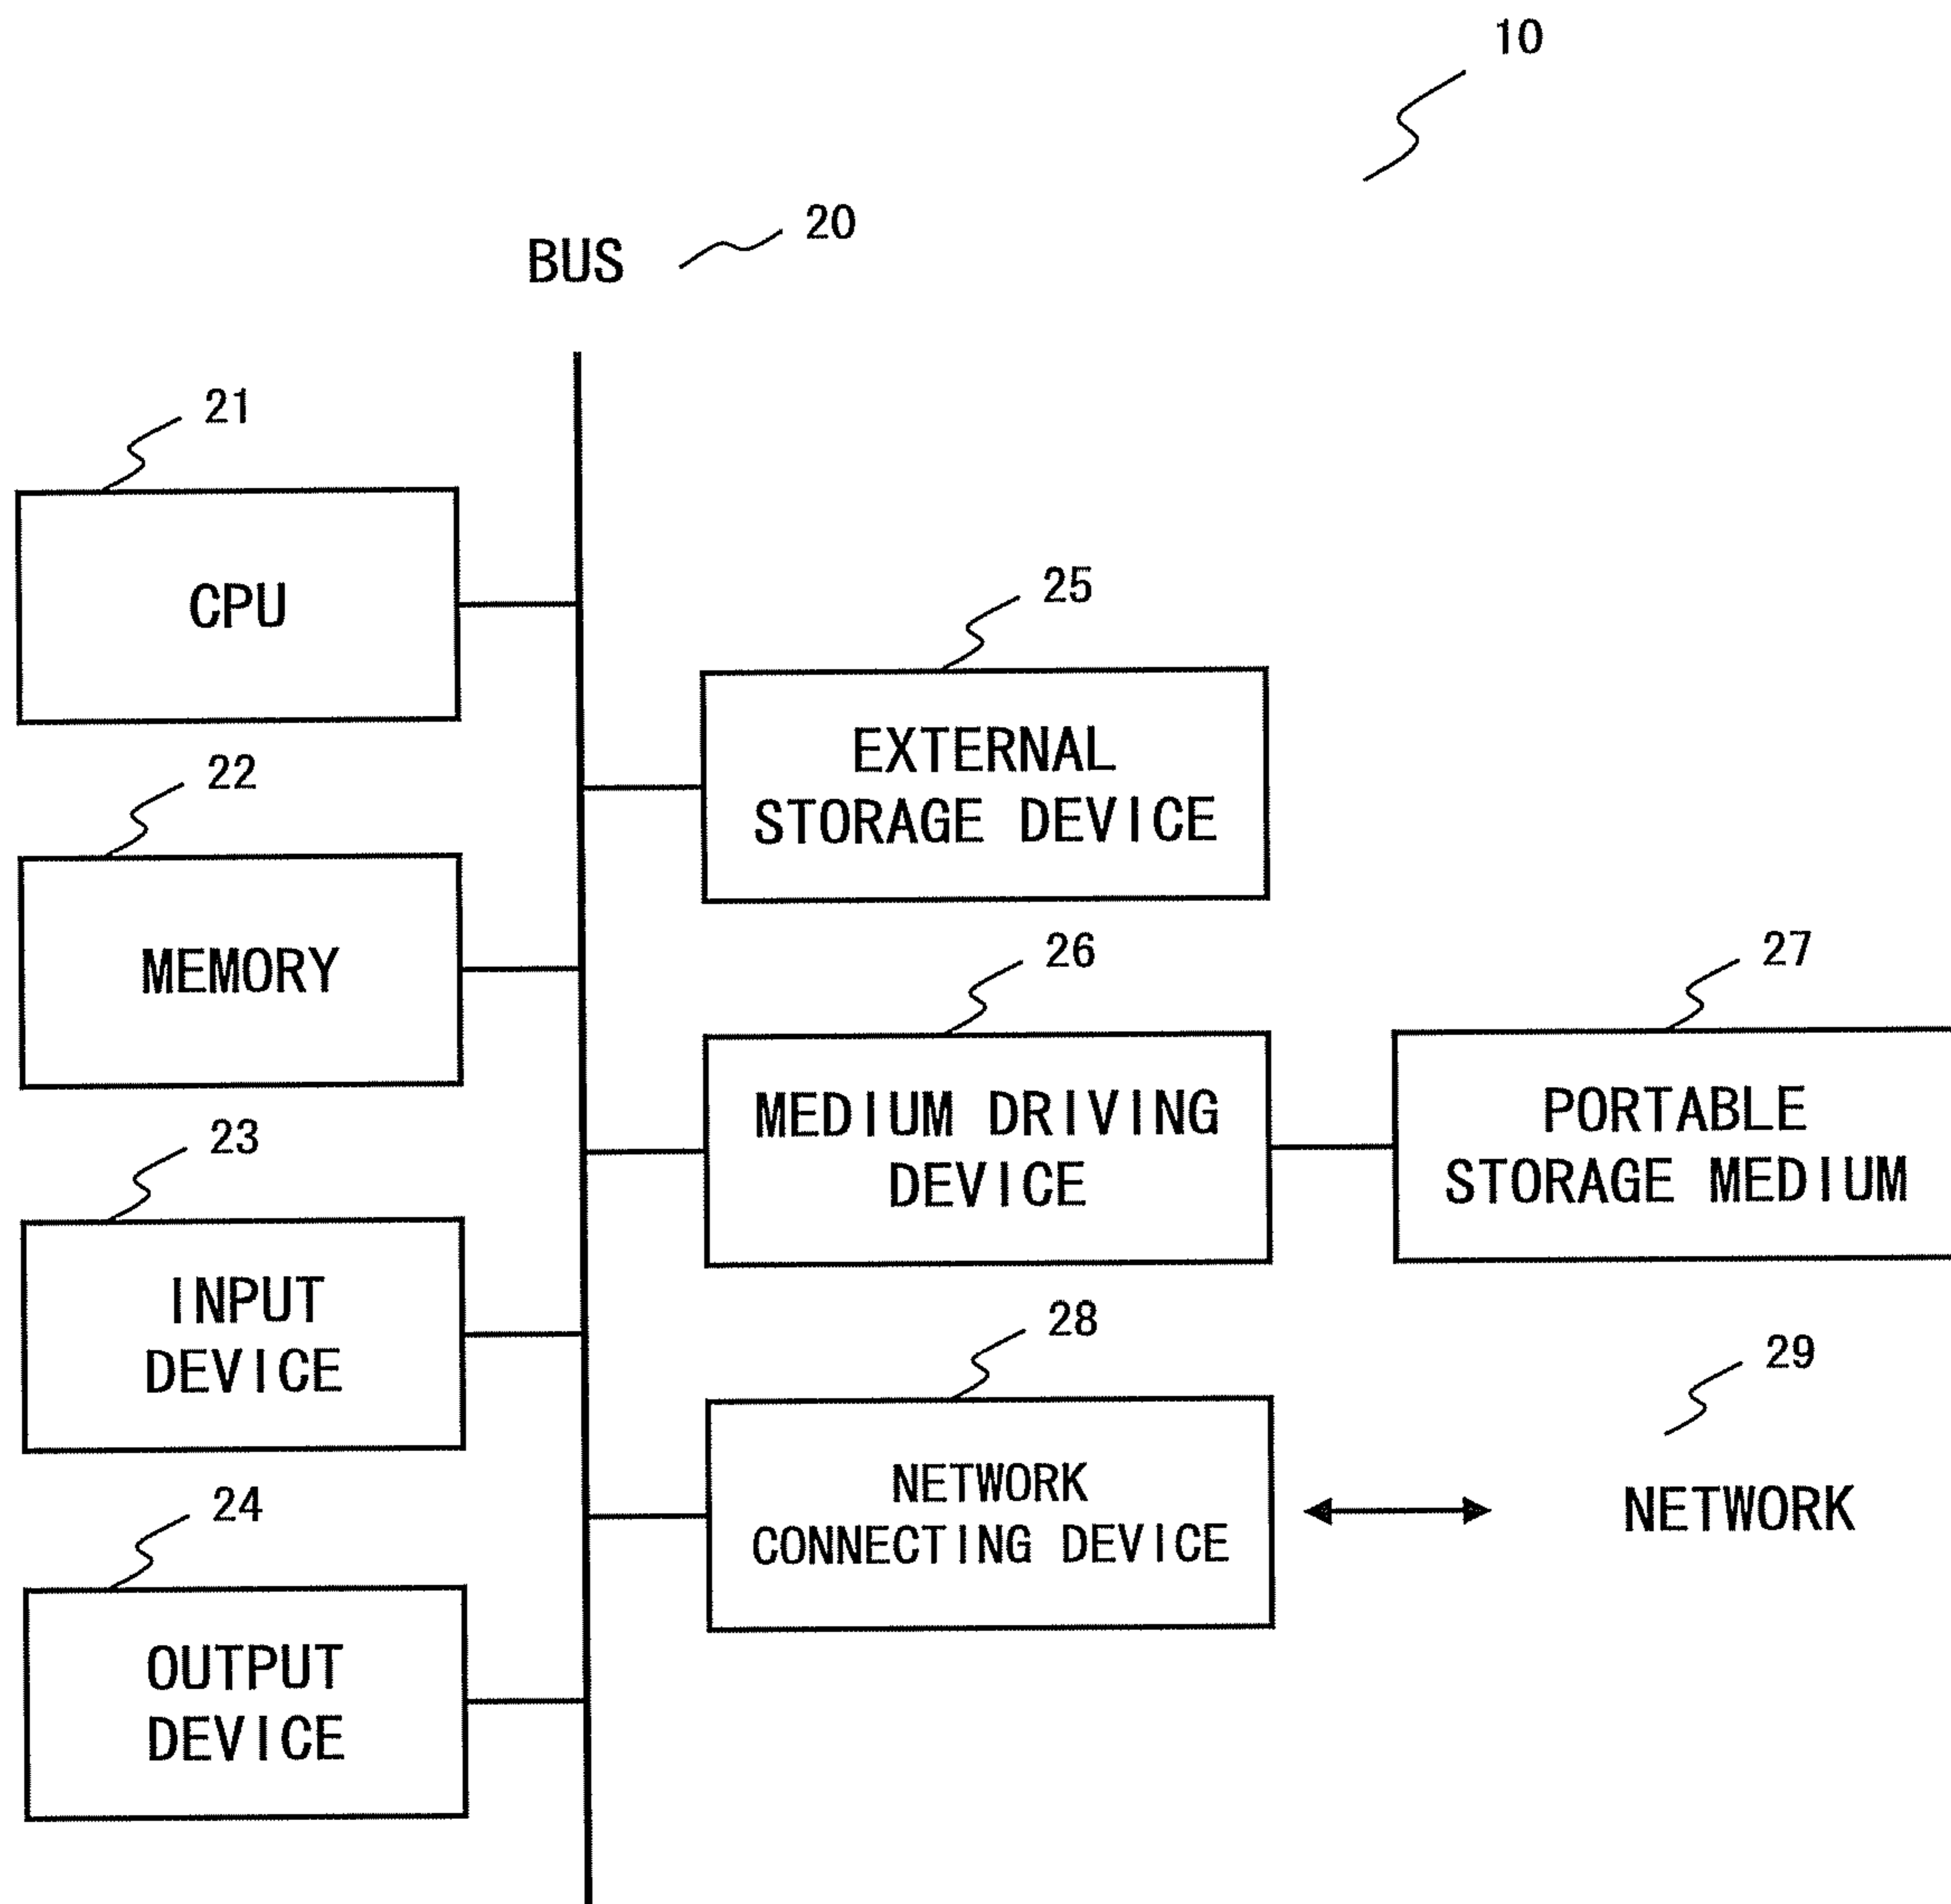 10
BUS
20
21
CPU
25
EXTERNAL
STORAGE DEVICE
22
MEMORY
26
MEDIUM DRIVING
DEVICE
27
PORTABLE
STORAGE MEDIUM
23
INPUT
DEVICE
28
NETWORK
CONNECTING DEVICE
29
NETWORK
24
OUTPUT
DEVICE